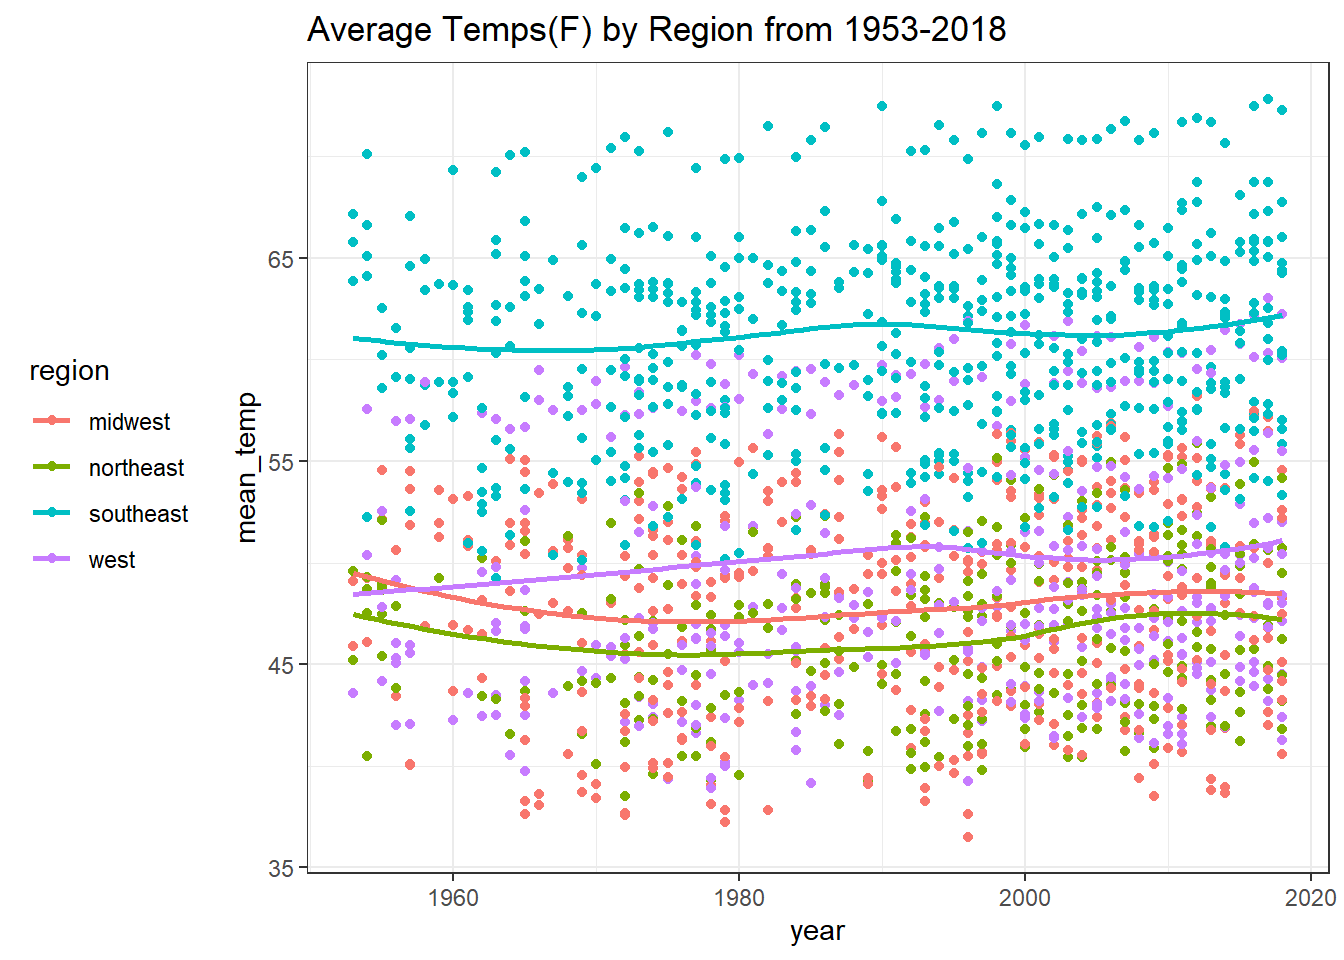 Average Temps(F) by Region from 1953-2018
region
midwest
northeast
southeast
west
mean_temp
65
55
45
35
1960
1980
2000
2020
year